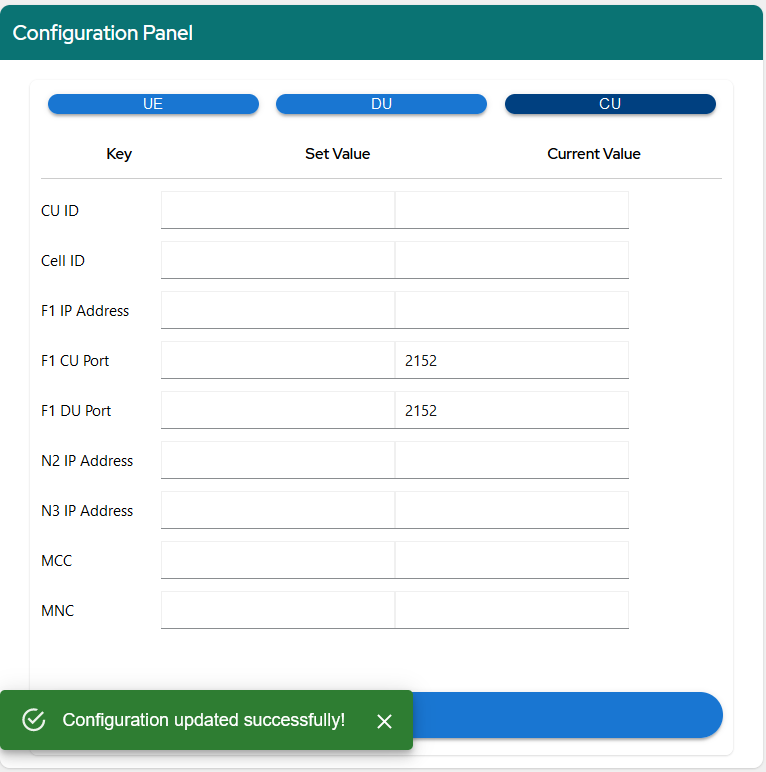 Configuration Panel
UE DU CU
Key Set Value Current Value
CU ID
Cell ID
F1 IP Address
F1 CU Port 2152
F1 DU Port 2152
N2 IP Address
N3 IP Address
MCC
MNC
Configuration updated successfully!